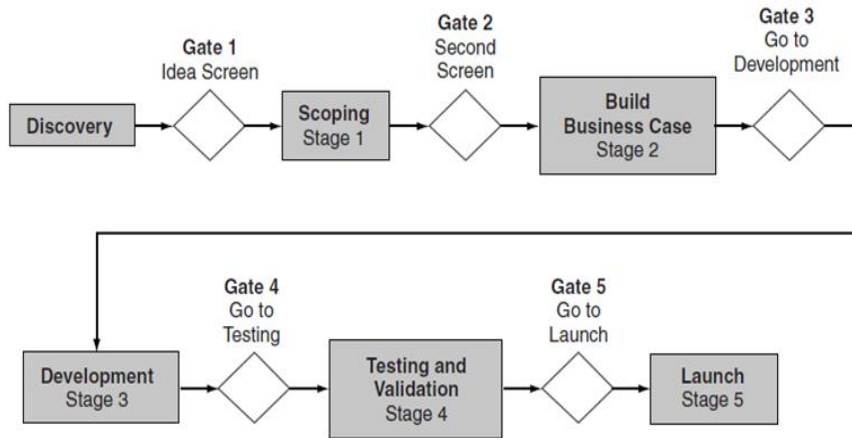 Gate 1
Idea Screen
Gate 2
Second
Screen
Gate 3
Go to
Development
Discovery
Scoping
Stage 1
Build
Business Case
Stage 2
Gate 4
Go to
Testing
Gate 5
Go to
Launch
Development
Stage 3
Testing and
Validation
Stage 4
Launch
Stage 5